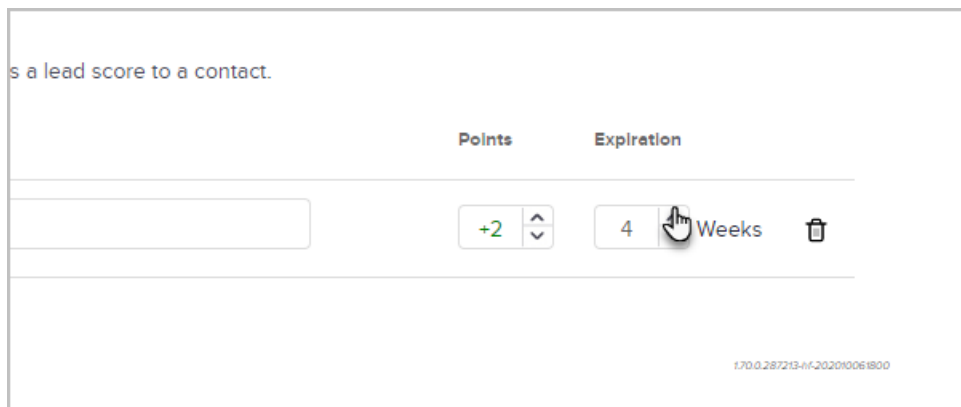 s a lead score to a contact.
Points Expiration
+2 4 Weeks
1.70.0.287213-hf-202010061800